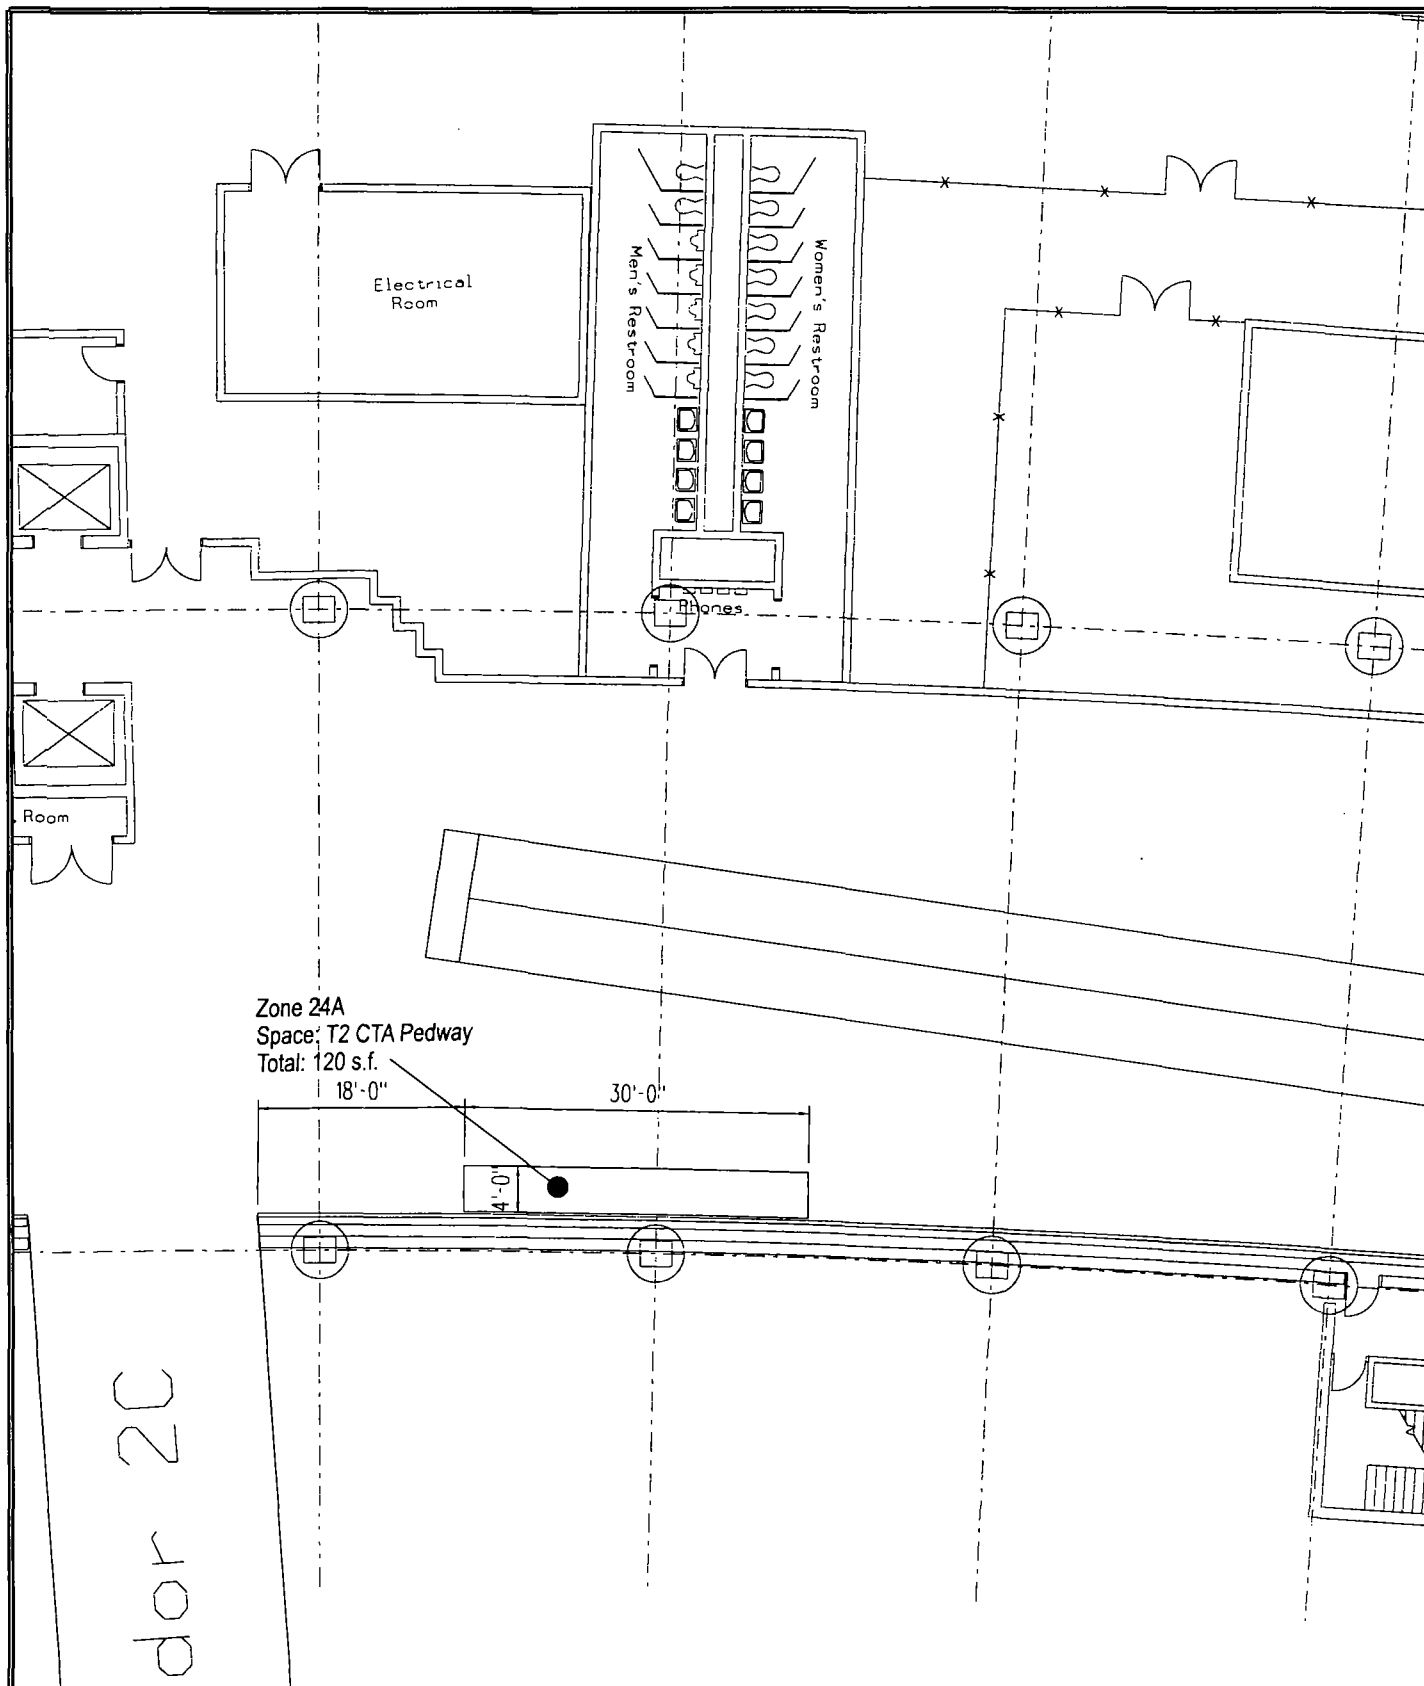 Electrical
Room
Men's Restroom
Women's Restroom
Phones
Room
Zone 24A
Space: T2 CTA Pedway
Total: 120 s.f.
18'-0"
30'-0"
4'-0"
dor 2C